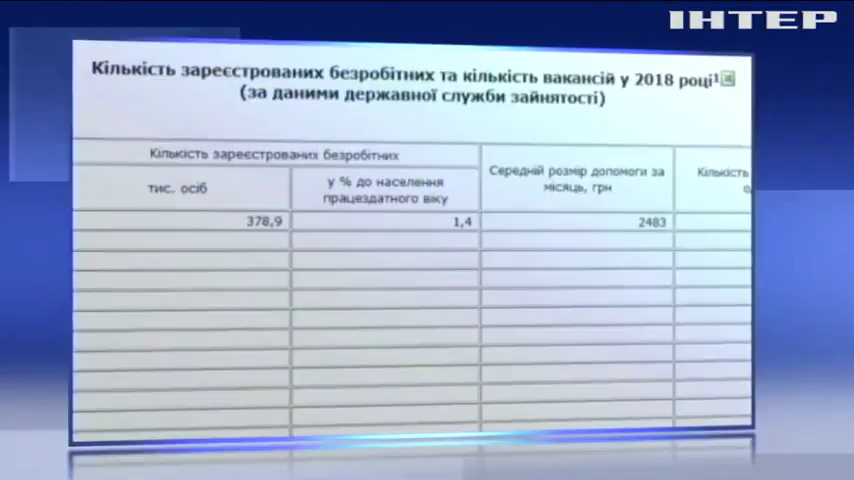 ІНТЕР
Кількість зареєстрованих безробітних та кількість вакансій у 2018 році¹
(за даними державної служби зайнятості)
Кількість зареєстрованих безробітних
Середній розмір допомоги за
місяць, грн
Кількість
тис. осіб
у % до населення
працездатного віку
378,9
1,4
2483